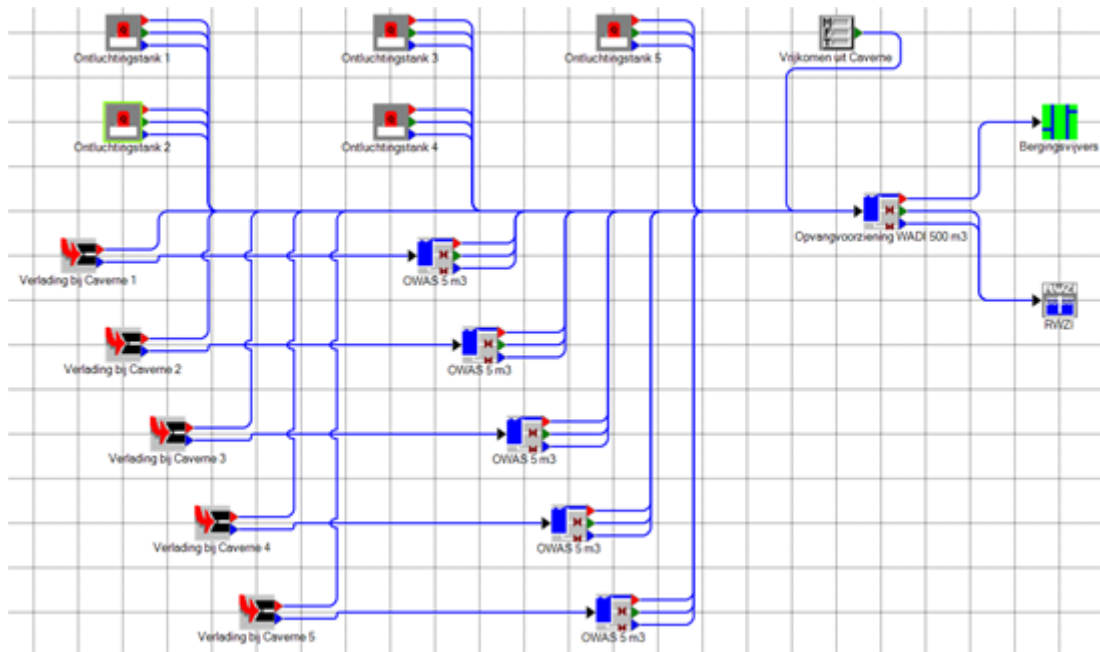 Ontluchtingstank 1
Ontluchtingstank 3
Ontluchtingstank 5
Vrijkomen uit Caverne
Ontluchtingstank 2
Ontluchtingstank 4
Bergingsvijvers
Opvangvoorziening WADI 500 m3
Verlading bij Caverne 1
OWAS 5 m3
RWZI
RWZI
Verlading bij Caverne 2
OWAS 5 m3
Verlading bij Caverne 3
OWAS 5 m3
Verlading bij Caverne 4
OWAS 5 m3
Verlading bij Caverne 5
OWAS 5 m3